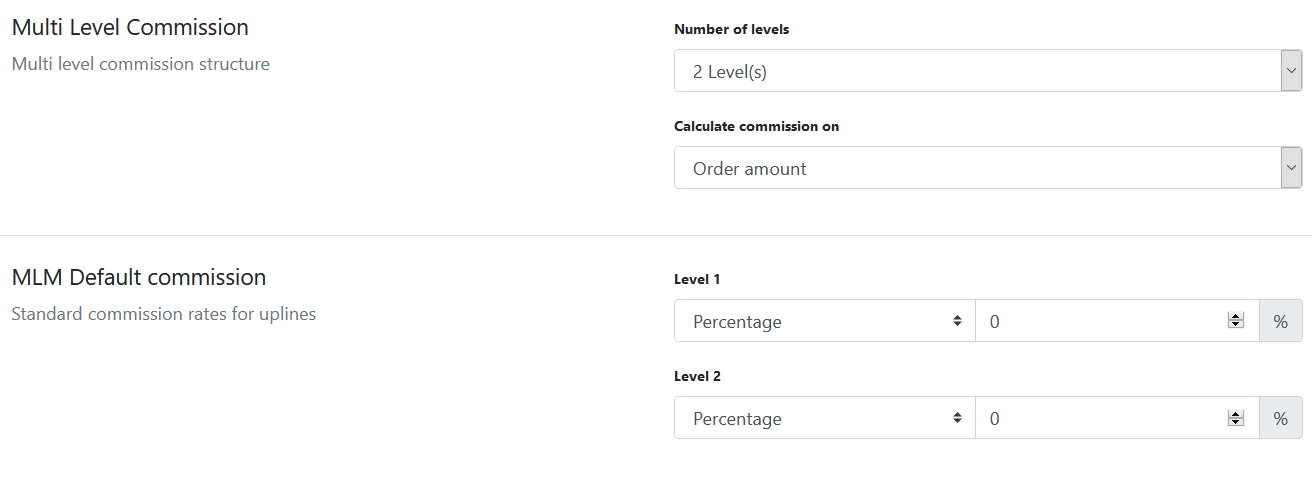 Multi Level Commission
Multi level commission structure
Number of levels
2 Level(s)
Calculate commission on
Order amount
MLM Default commission
Standard commission rates for uplines
Level 1
Percentage 0 %
Level 2
Percentage 0 %